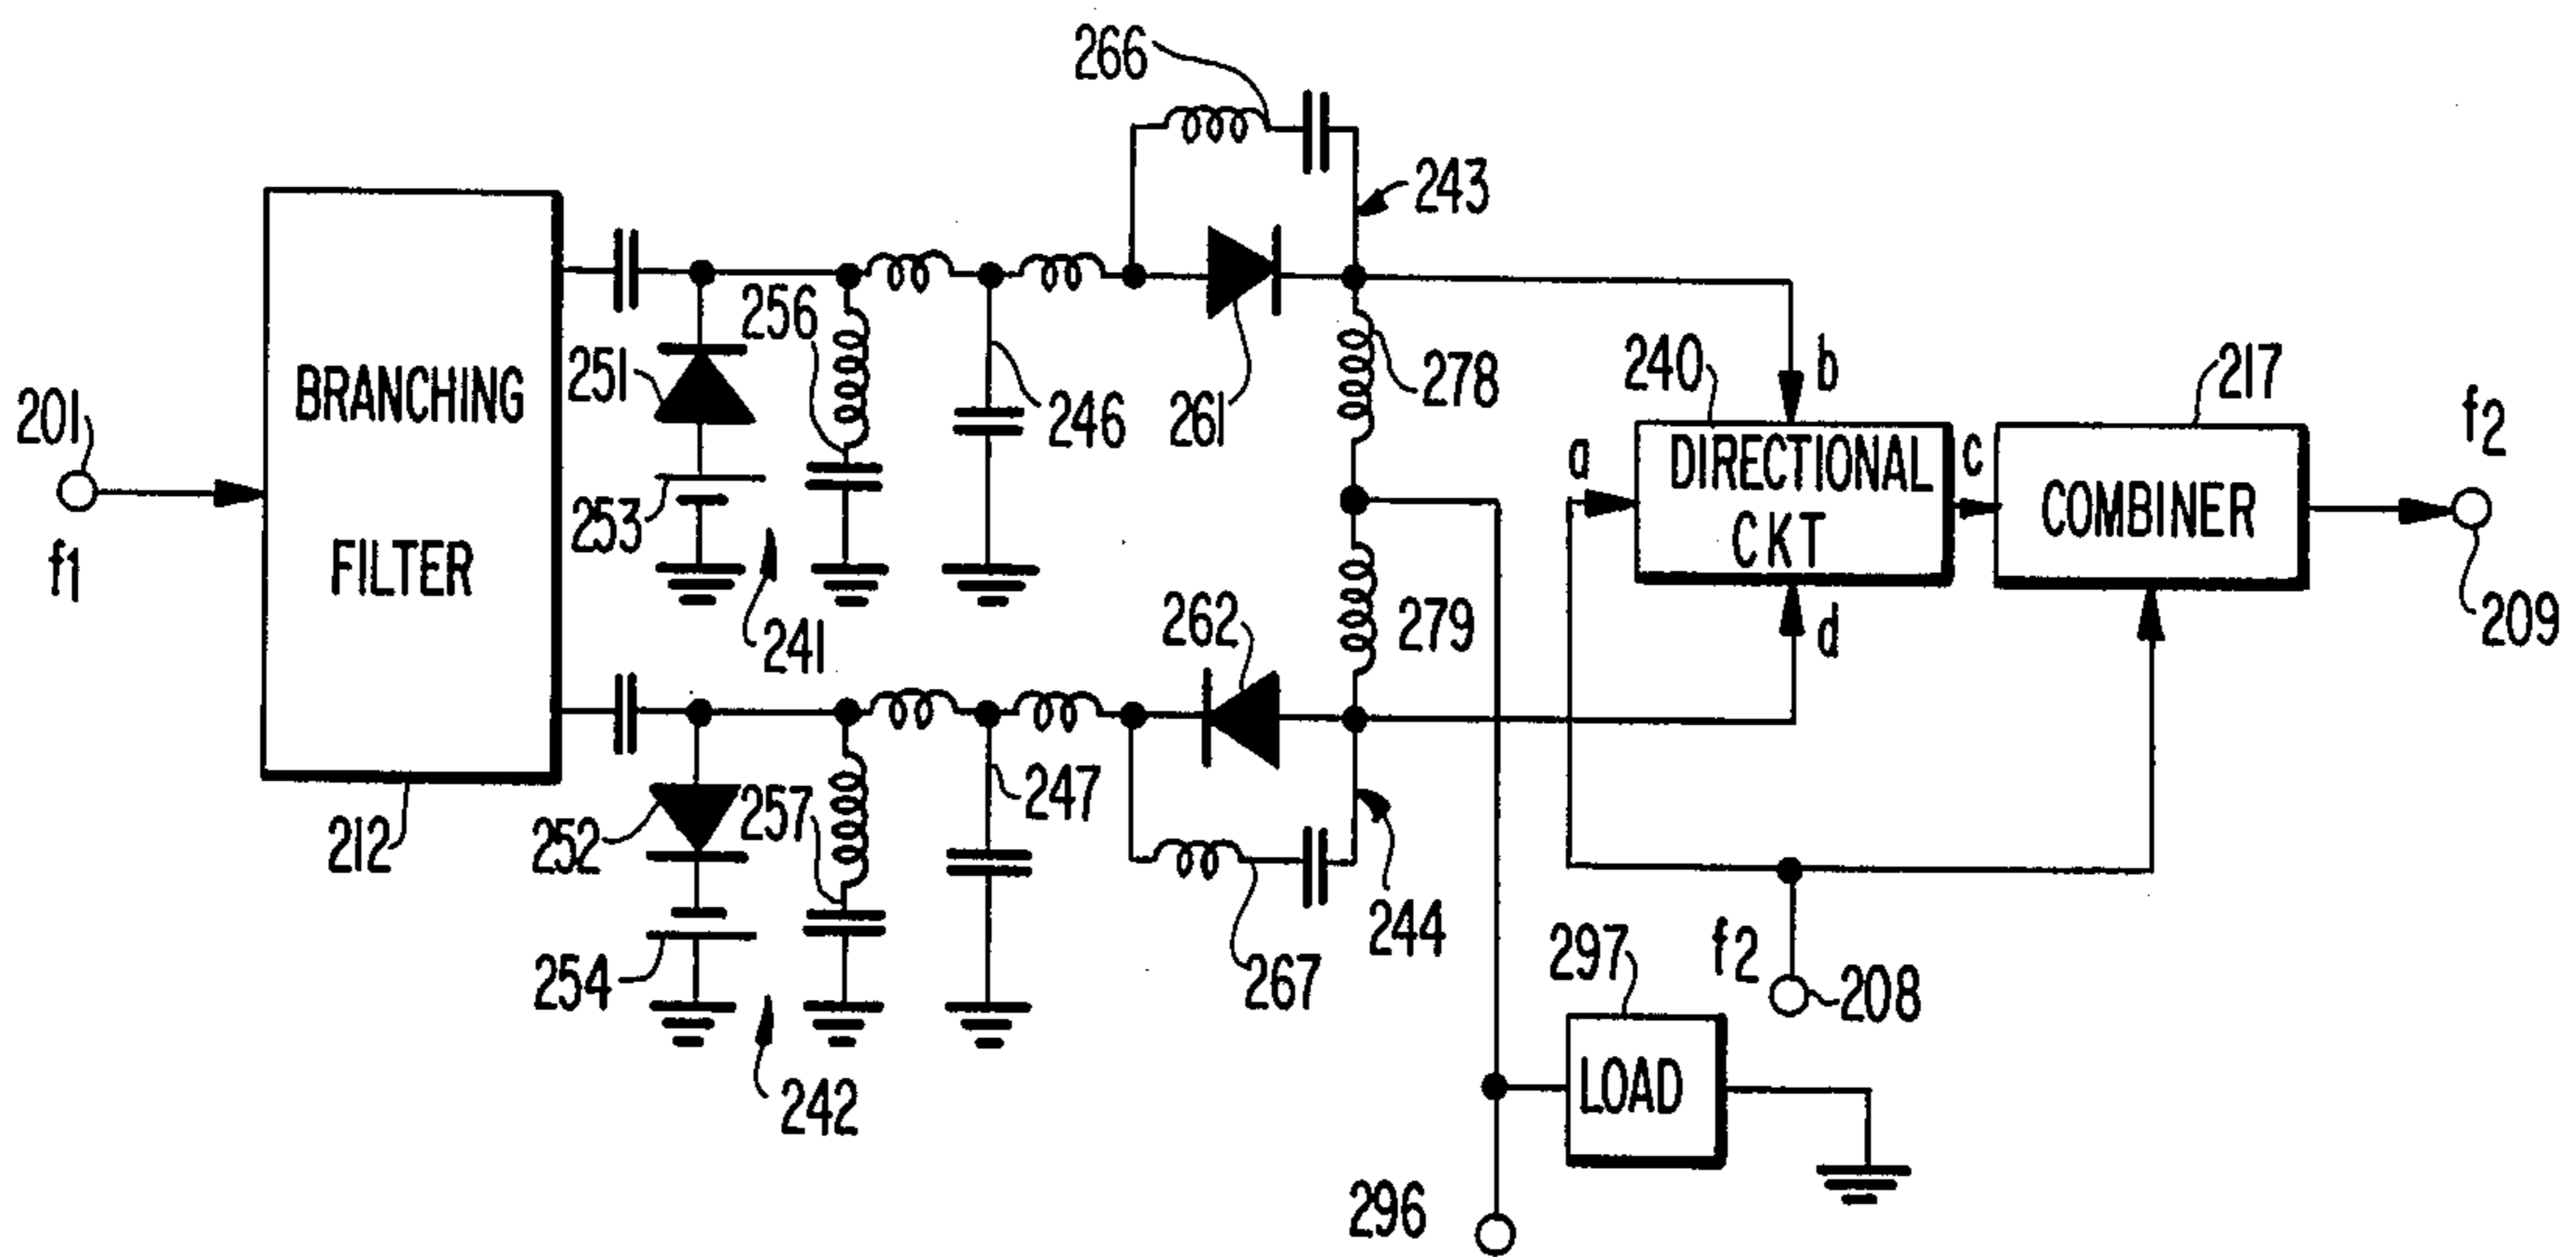 266
243
BRANCHING
FILTER
256
251
246
261
278
240
b
217
f2
201
a
DIRECTIONAL
CKT
c
COMBINER
253
f1
241
262
279
d
209
212
252
257
247
254
267
244
f2
297
208
242
LOAD
296